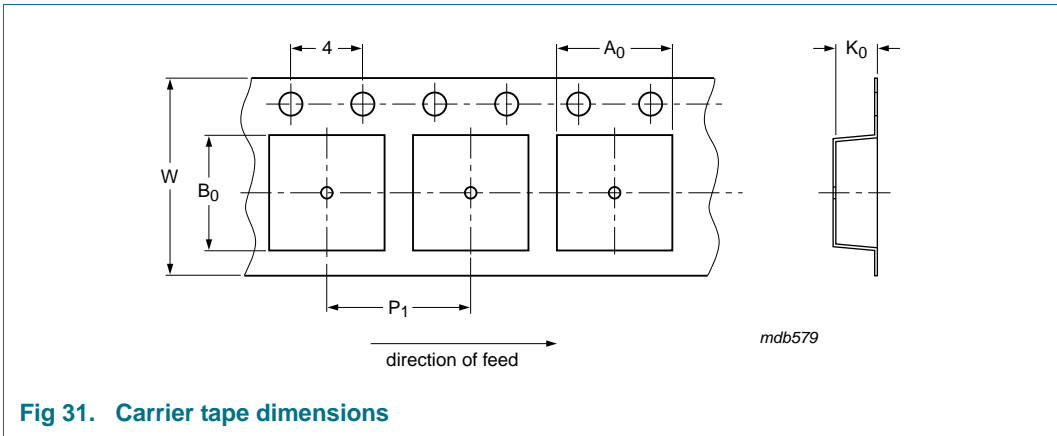 4
A0
K0
W
B0
P1
direction of feed
mdb579
Fig 31. Carrier tape dimensions